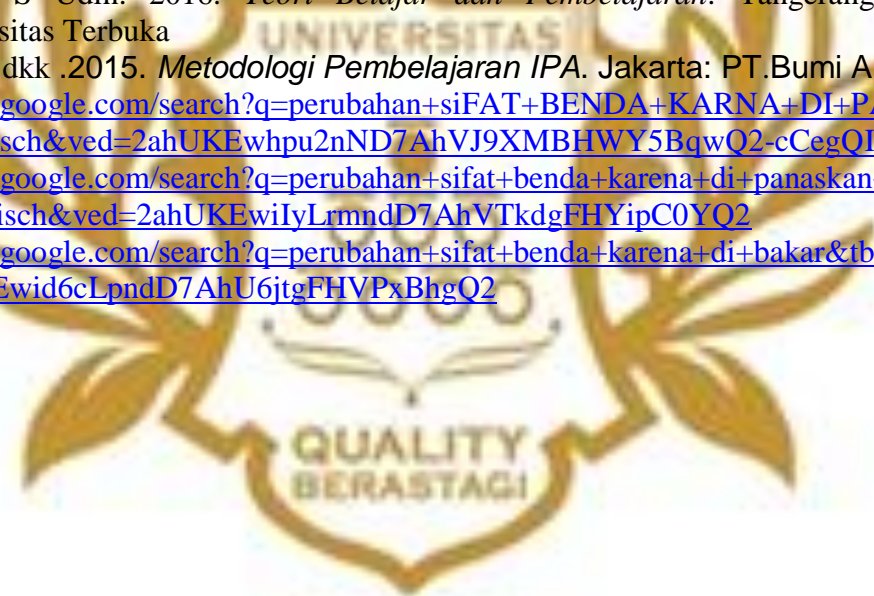 S Udin. 2016. Teori Belajar dan Pembelajaran. Tangerang
sitas Terbuka
UNIVERSITAS
dkk .2015. Metodologi Pembelajaran IPA. Jakarta: PT.Bumi A
google.com/search?q=perubahan+siFAT+BENDA+KARNA+DI+PA
sch&ved=2ahUKEwhpu2nND7AhVJ9XMBHWY5BqwQ2-cCegQI
google.com/search?q=perubahan+sifat+benda+karena+di+panaskan
isch&ved=2ahUKEwiIyLrmndD7AhVTkdgFHYipC0YQ2
google.com/search?q=perubahan+sifat+benda+karena+di+bakar&tb
Ewid6cLpndD7AhU6jtgFHVPxBhgQ2
QUALITY
BERASTAGI